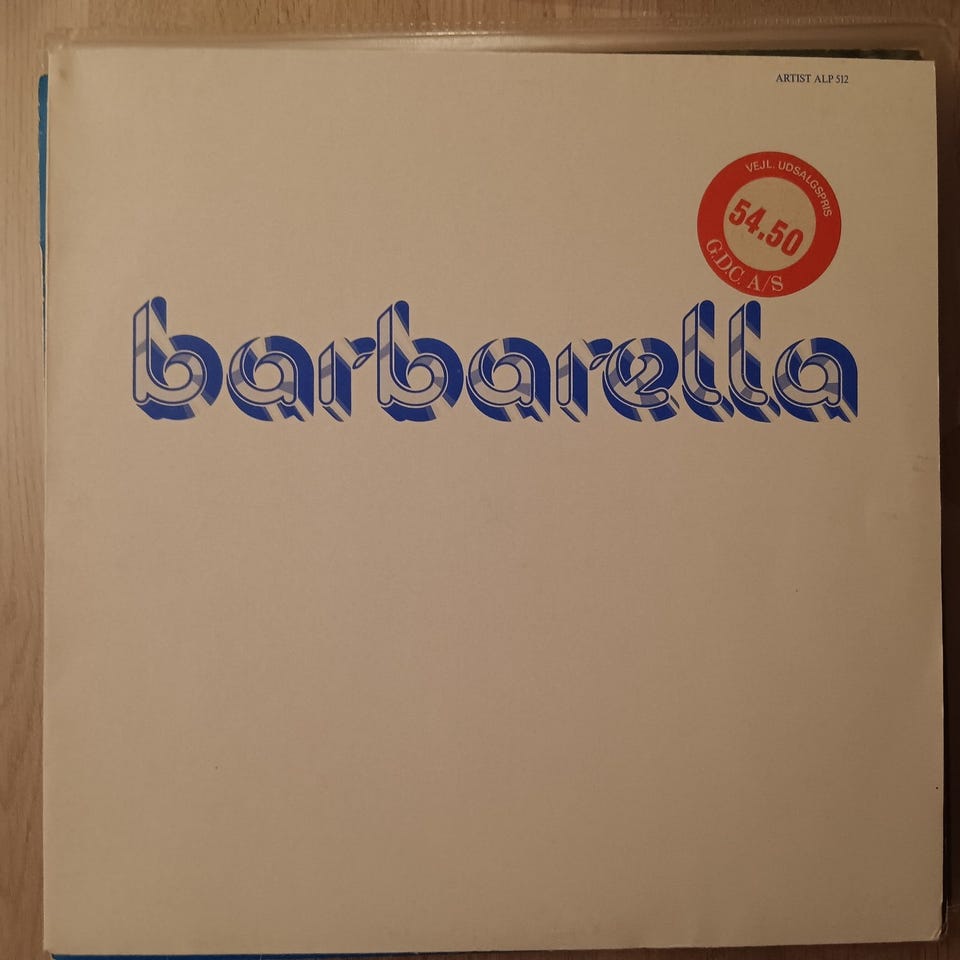 ARTIST ALP 512
VEJL. UDSALGSPRIS
54.50
G.D.C. A/S
barbarella